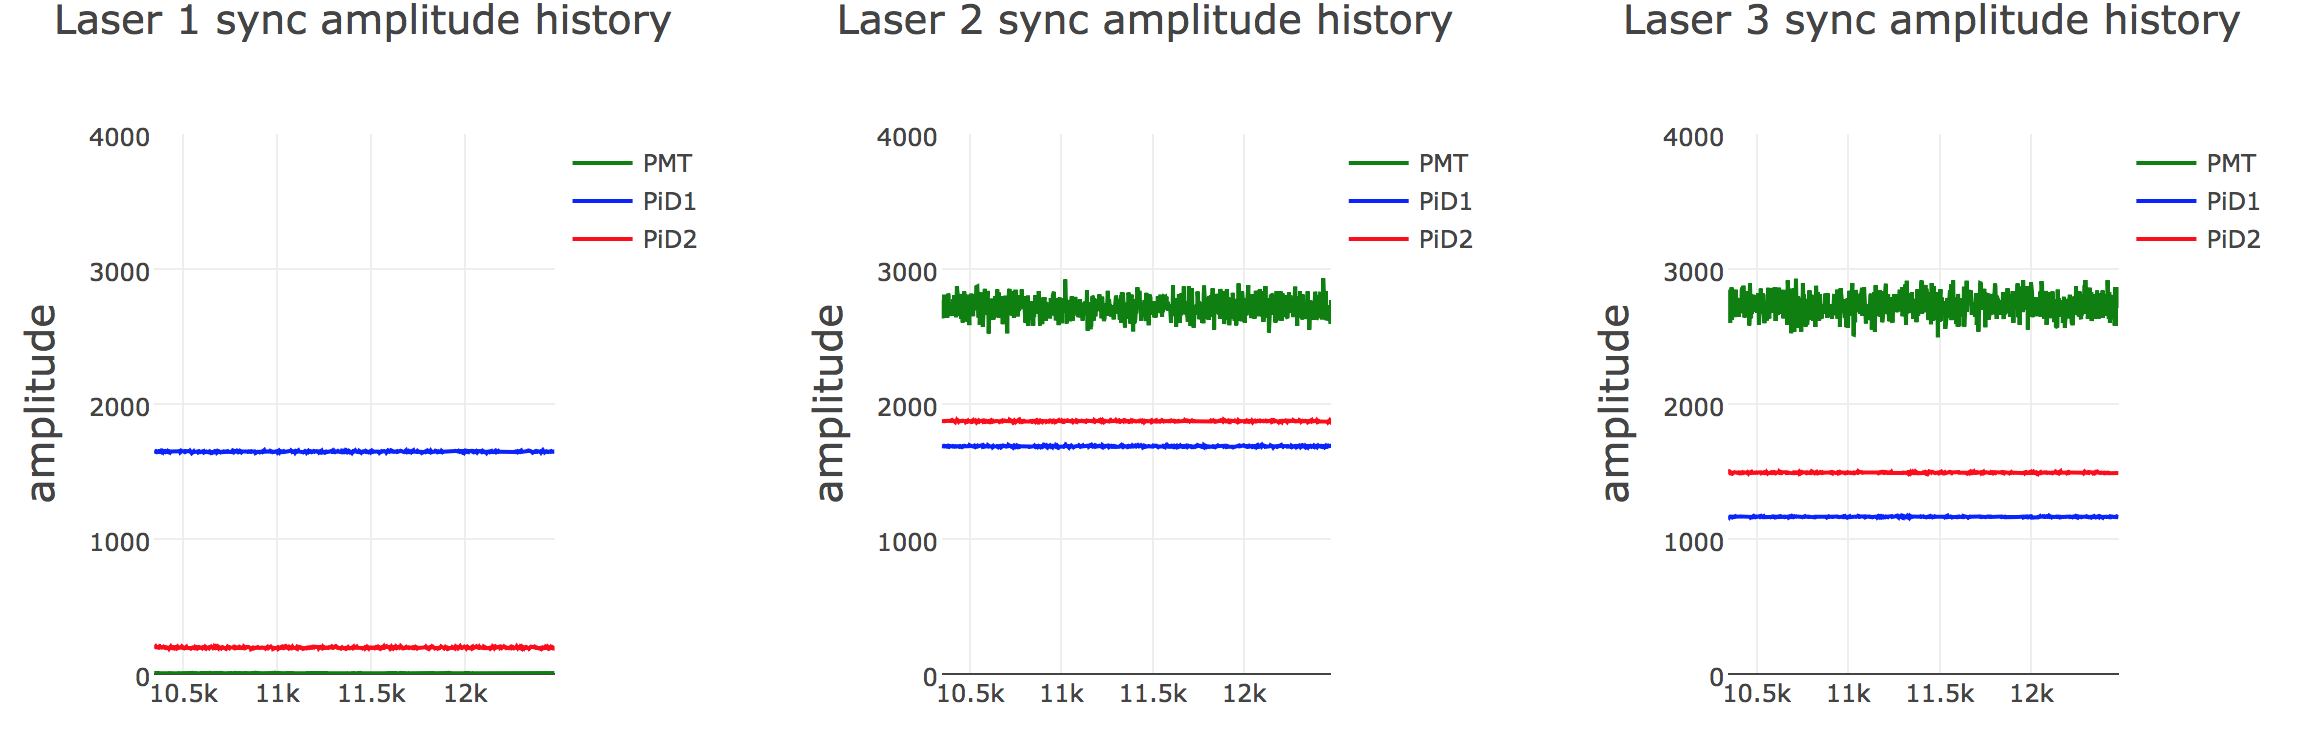 Laser 1 sync amplitude history
4000
3000
2000
1000
0
amplitude
10.5k 11k 11.5k 12k
PMT
PiD1
PiD2
Laser 2 sync amplitude history
4000
3000
2000
1000
0
amplitude
10.5k 11k 11.5k 12k
PMT
PiD1
PiD2
Laser 3 sync amplitude history
4000
3000
2000
1000
0
amplitude
10.5k 11k 11.5k 12k
PMT
PiD1
PiD2